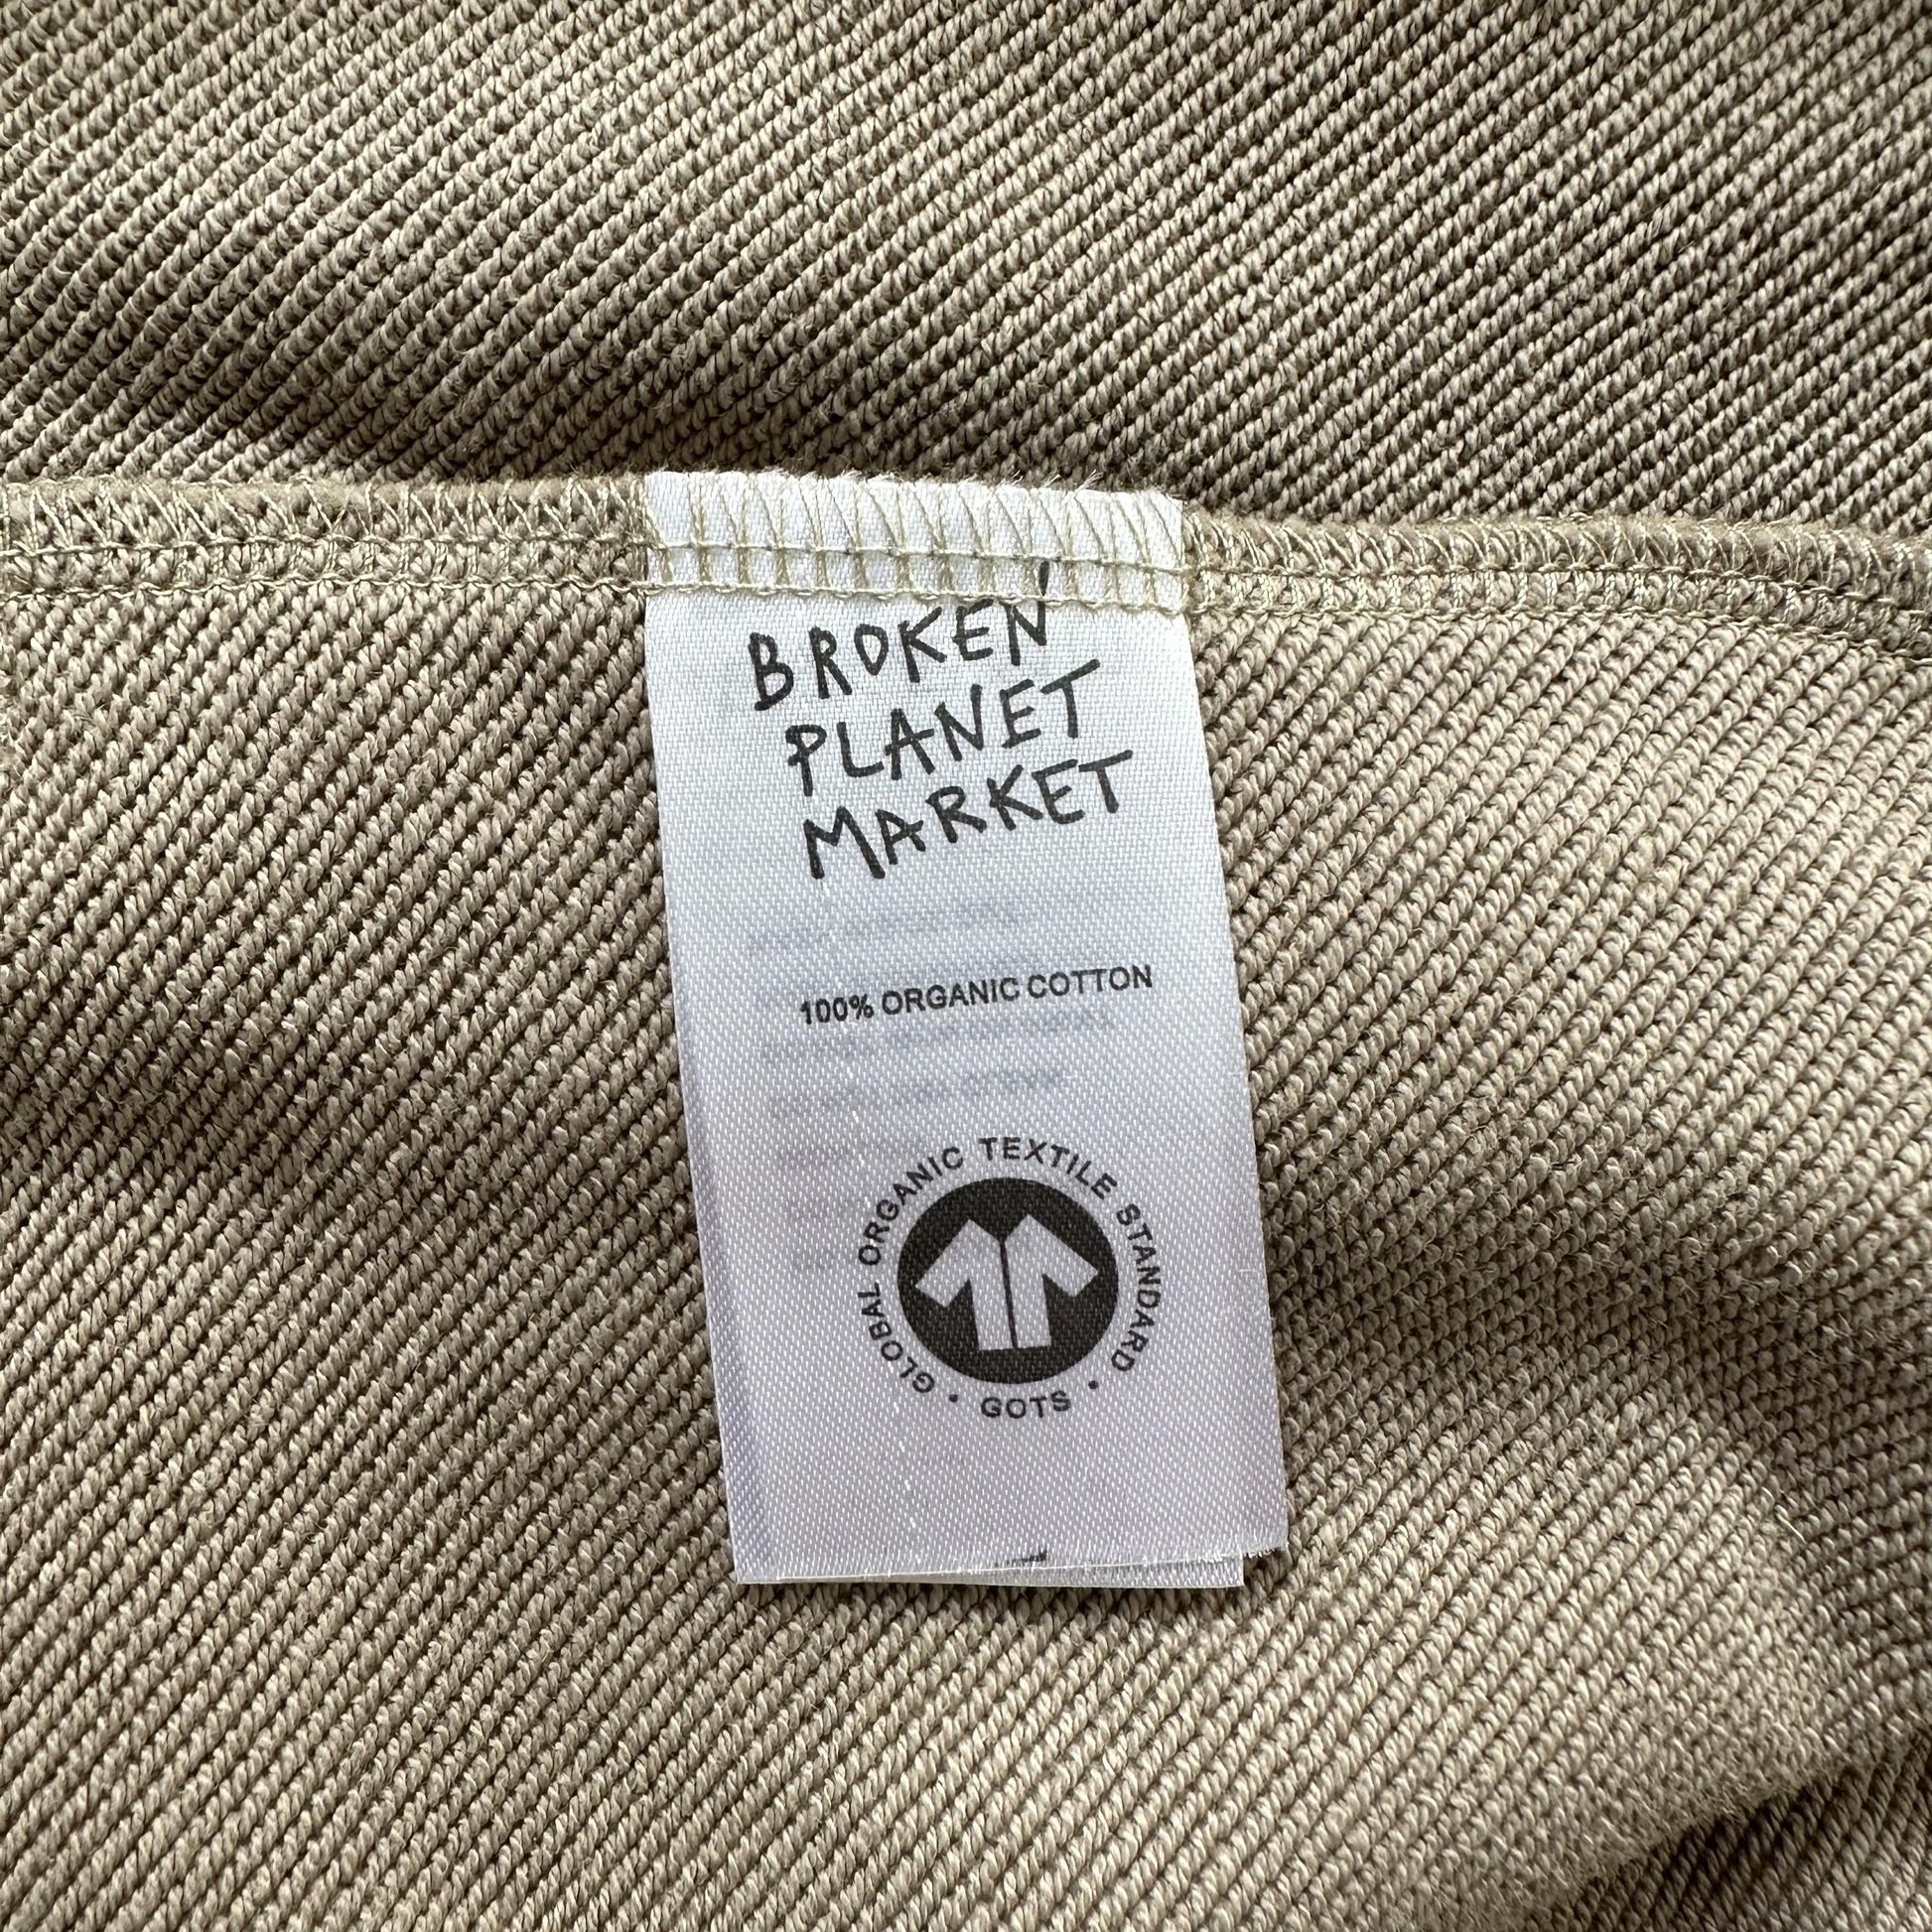 BROKEN
PLANET
MARKET
100% ORGANIC COTTON
GLOBAL ORGANIC TEXTILE STANDARD
• GOTS •